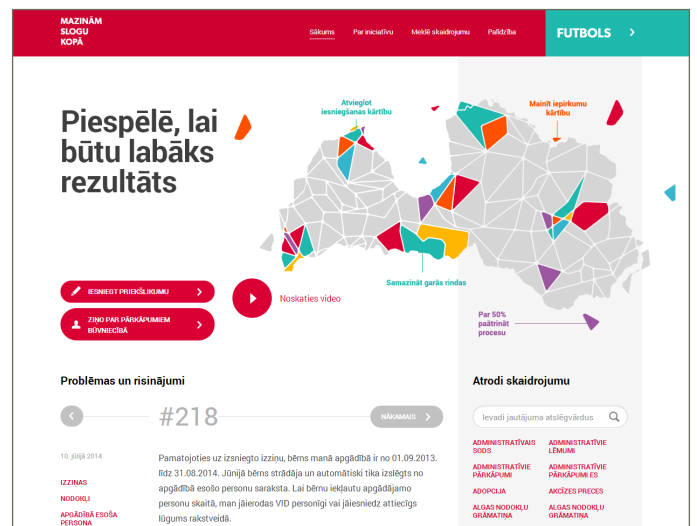 MAZINĀM
SLOGU
KOPĀ
Sākums
Par iniciatīvu
Meklē skaidrojumu
Palīdzība
FUTBOLS
Piespēlē, lai
būtu labāks
rezultāts
Atvieglot
iesniegšanas kārtību
Mainīt iepirkumu
kārtību
Samazināt garās rindas
Par 50%
paātrināt
procesu
IESNIEGT PRIEKŠLIKUMU
ZIŅO PAR PĀRKĀPUMIEM
BŪVNIECĪBĀ
Noskaties video
Problēmas un risinājumi
#218
NĀKAMAIS
10. jūlijā 2014
IZZIŅAS
NODOKĻI
APGĀDĪBĀ ESOŠA
PERSONA
Pamatojoties uz izsniegto izziņu, bērns manā apgādībā ir no 01.09.2013.
līdz 31.08.2014. Jūnijā bērns strādāja un automātiski tika izslēgts no
apgādībā esošo personu saraksta. Lai bērnu iekļautu apgādājamo
personu skaitā, man jāierodas VID personīgi vai jāiesniedz attiecīgs
lūgums rakstveidā.
Atrodi skaidrojumu
Ievadi jautājuma atslēgvārdus
ADMINISTRATĪVAIS
SODS
ADMINISTRATĪVIE
LĒMUMI
ADMINISTRATĪVIE
PĀRKĀPUMI
ADMINISTRATĪVIE
PĀRKĀPUMI ES
ADOPCIJA
AKCĪZES PRECES
ALGAS NODOKĻU
GRĀMATIŅA
ALGAS NODOKĻU
GRĀMATIŅA